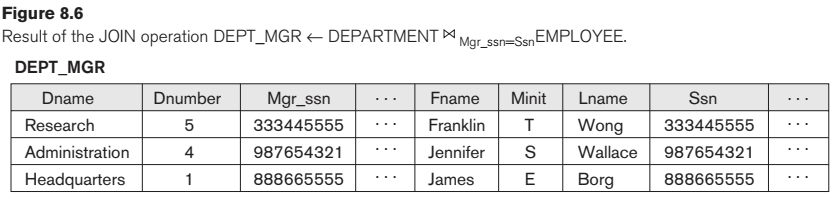 Figure 8.6
Result of the JOIN operation DEPT_MGR ← DEPARTMENT ⋈ Mgr_ssn=Ssn EMPLOYEE.
DEPT_MGR
Dname Dnumber Mgr_ssn ... Fname Minit Lname Ssn ...
Research 5 333445555 ... Franklin T Wong 333445555 ...
Administration 4 987654321 ... Jennifer S Wallace 987654321 ...
Headquarters 1 888665555 ... James E Borg 888665555 ...